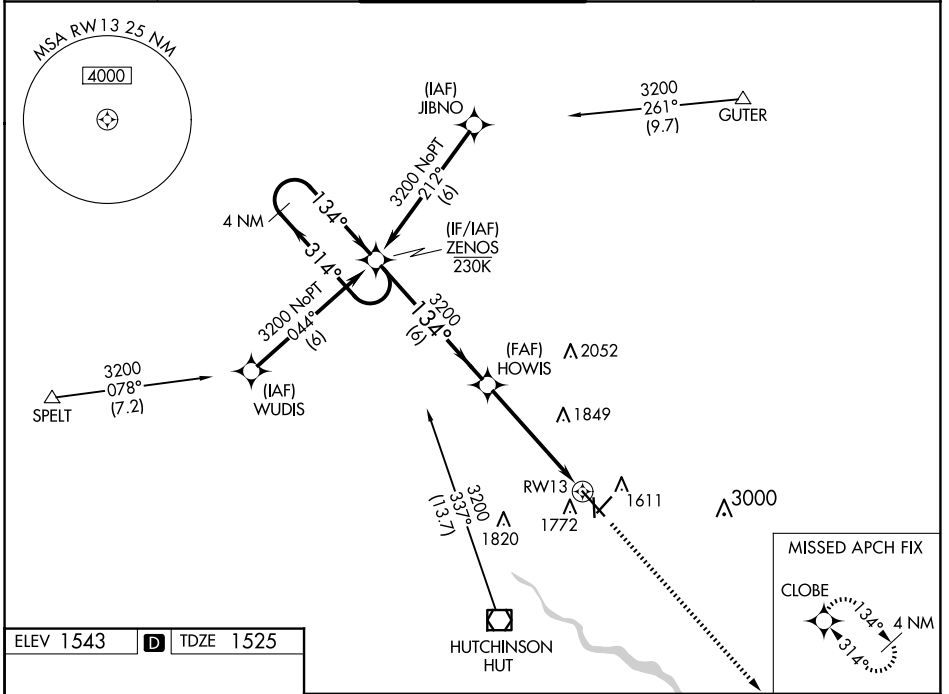 MSA RW13 25 NM
4000
(IAF)
JIBNO
3200
261°
(9.7)
GUTER
3200 NoPT
212°
(6)
4 NM
134°
314°
(IF/IAF)
ZENOS
230K
3200 NoPT
044°
(6)
3200
134°
(6)
(FAF)
HOWIS
2052
3200
078°
(7.2)
SPELT
(IAF)
WUDIS
1849
RW13
1611
1772
3000
3200
337°
(13.7)
1820
HUTCHINSON
HUT
MISSED APCH FIX
CLOBE
134°
314°
4 NM
ELEV 1543
D
TDZE 1525